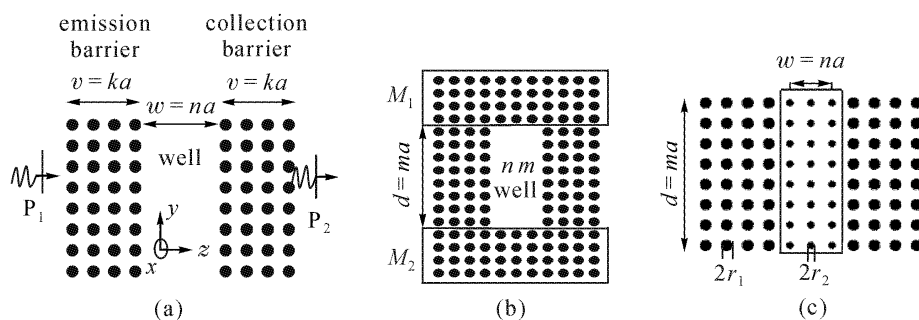 emission barrier
v = ka
collection barrier
v = ka
w = na
well
P₁
P₂
y
x
z
(a)
M₁
d = ma
n m
well
M₂
(b)
w = na
d = ma
2r₁
2r₂
(c)